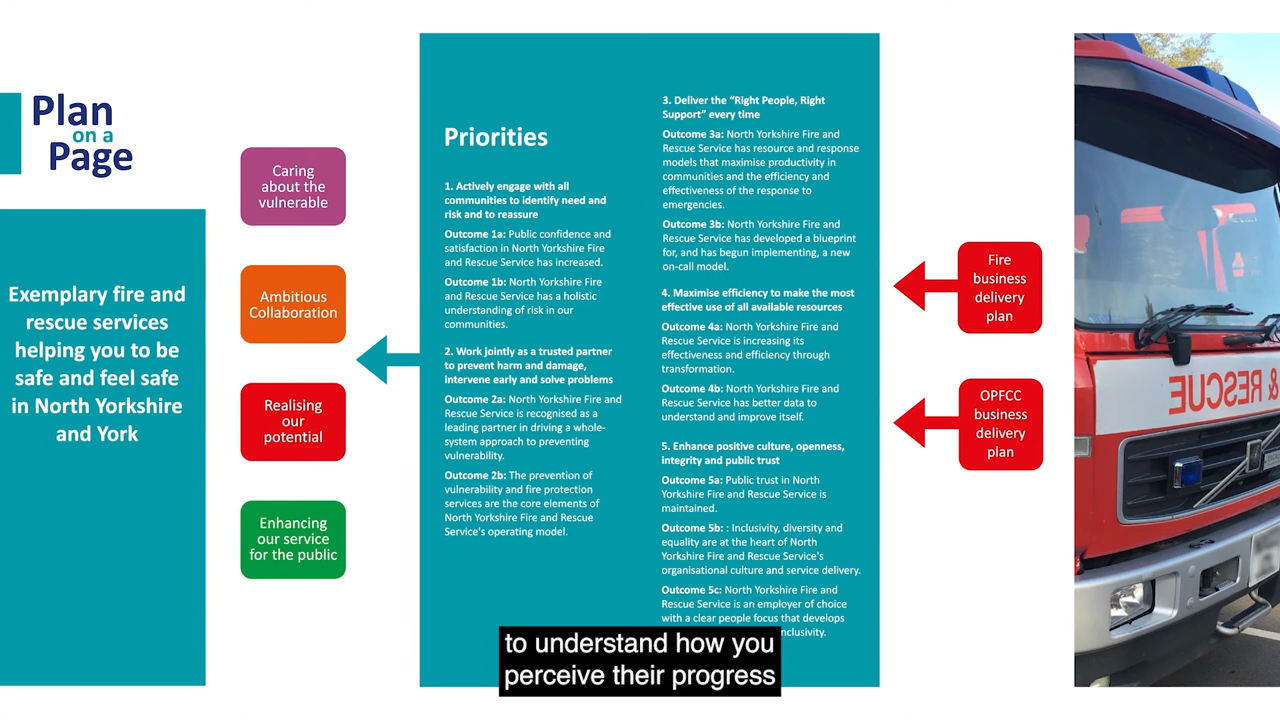 Plan
on a
Page
Exemplary fire and
rescue services
helping you to be
safe and feel safe
in North Yorkshire
and York
Caring
about the
vulnerable
Ambitious
Collaboration
Realising
our
potential
Enhancing
our service
for the public
Priorities
1. Actively engage with all
communities to identify need and
risk and to reassure
Outcome 1a: Public confidence and
satisfaction in North Yorkshire Fire
and Rescue Service has increased.
Outcome 1b: North Yorkshire Fire
and Rescue Service has a holistic
understanding of risk in our
communities.
2. Work jointly as a trusted partner
to prevent harm and damage,
intervene early and solve problems
Outcome 2a: North Yorkshire Fire and
Rescue Service is recognised as a
leading partner in driving a whole-
system approach to preventing
vulnerability.
Outcome 2b: The prevention of
vulnerability and fire protection
services are the core elements of
North Yorkshire Fire and Rescue
Service's operating model.
3. Deliver the “Right People, Right
Support” every time
Outcome 3a: North Yorkshire Fire and
Rescue Service has resource and response
models that maximise productivity in
communities and the efficiency and
effectiveness of the response to
emergencies.
Outcome 3b: North Yorkshire Fire and
Rescue Service has developed a blueprint
for, and has begun implementing, a new
on-call model.
4. Maximise efficiency to make the most
effective use of all available resources
Outcome 4a: North Yorkshire Fire and
Rescue Service is increasing its
effectiveness and efficiency through
transformation.
Outcome 4b: North Yorkshire Fire and
Rescue Service has better data to
understand and improve itself.
5. Enhance positive culture, openness,
integrity and public trust
Outcome 5a: Public trust in North
Yorkshire Fire and Rescue Service is
maintained.
Outcome 5b: : Inclusivity, diversity and
equality are at the heart of North
Yorkshire Fire and Rescue Service's
organisational culture and service delivery.
Outcome 5c: North Yorkshire Fire and
Rescue Service is an employer of choice
with a clear people focus that develops
nclusivity.
Fire
business
delivery
plan
OPFCC
business
delivery
plan
& RESCUE
to understand how you
perceive their progress